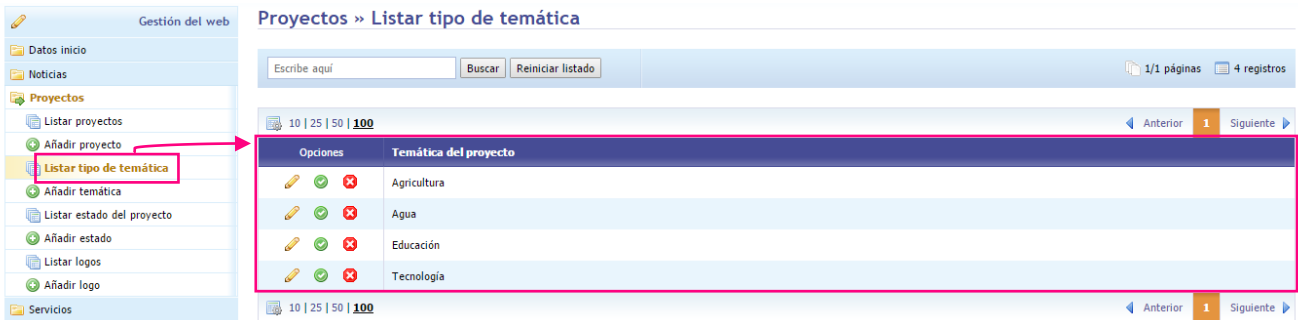 Gestión del web
Datos inicio
Noticias
Proyectos
Listar proyectos
Añadir proyecto
Listar tipo de temática
Añadir temática
Listar estado del proyecto
Añadir estado
Listar logos
Añadir logo
Servicios
Proyectos » Listar tipo de temática
Escribe aquí Buscar Reiniciar listado 1/1 páginas 4 registros
10 | 25 | 50 | 100 Anterior 1 Siguiente
Opciones Temática del proyecto
Agricultura
Agua
Educación
Tecnología
10 | 25 | 50 | 100 Anterior 1 Siguiente